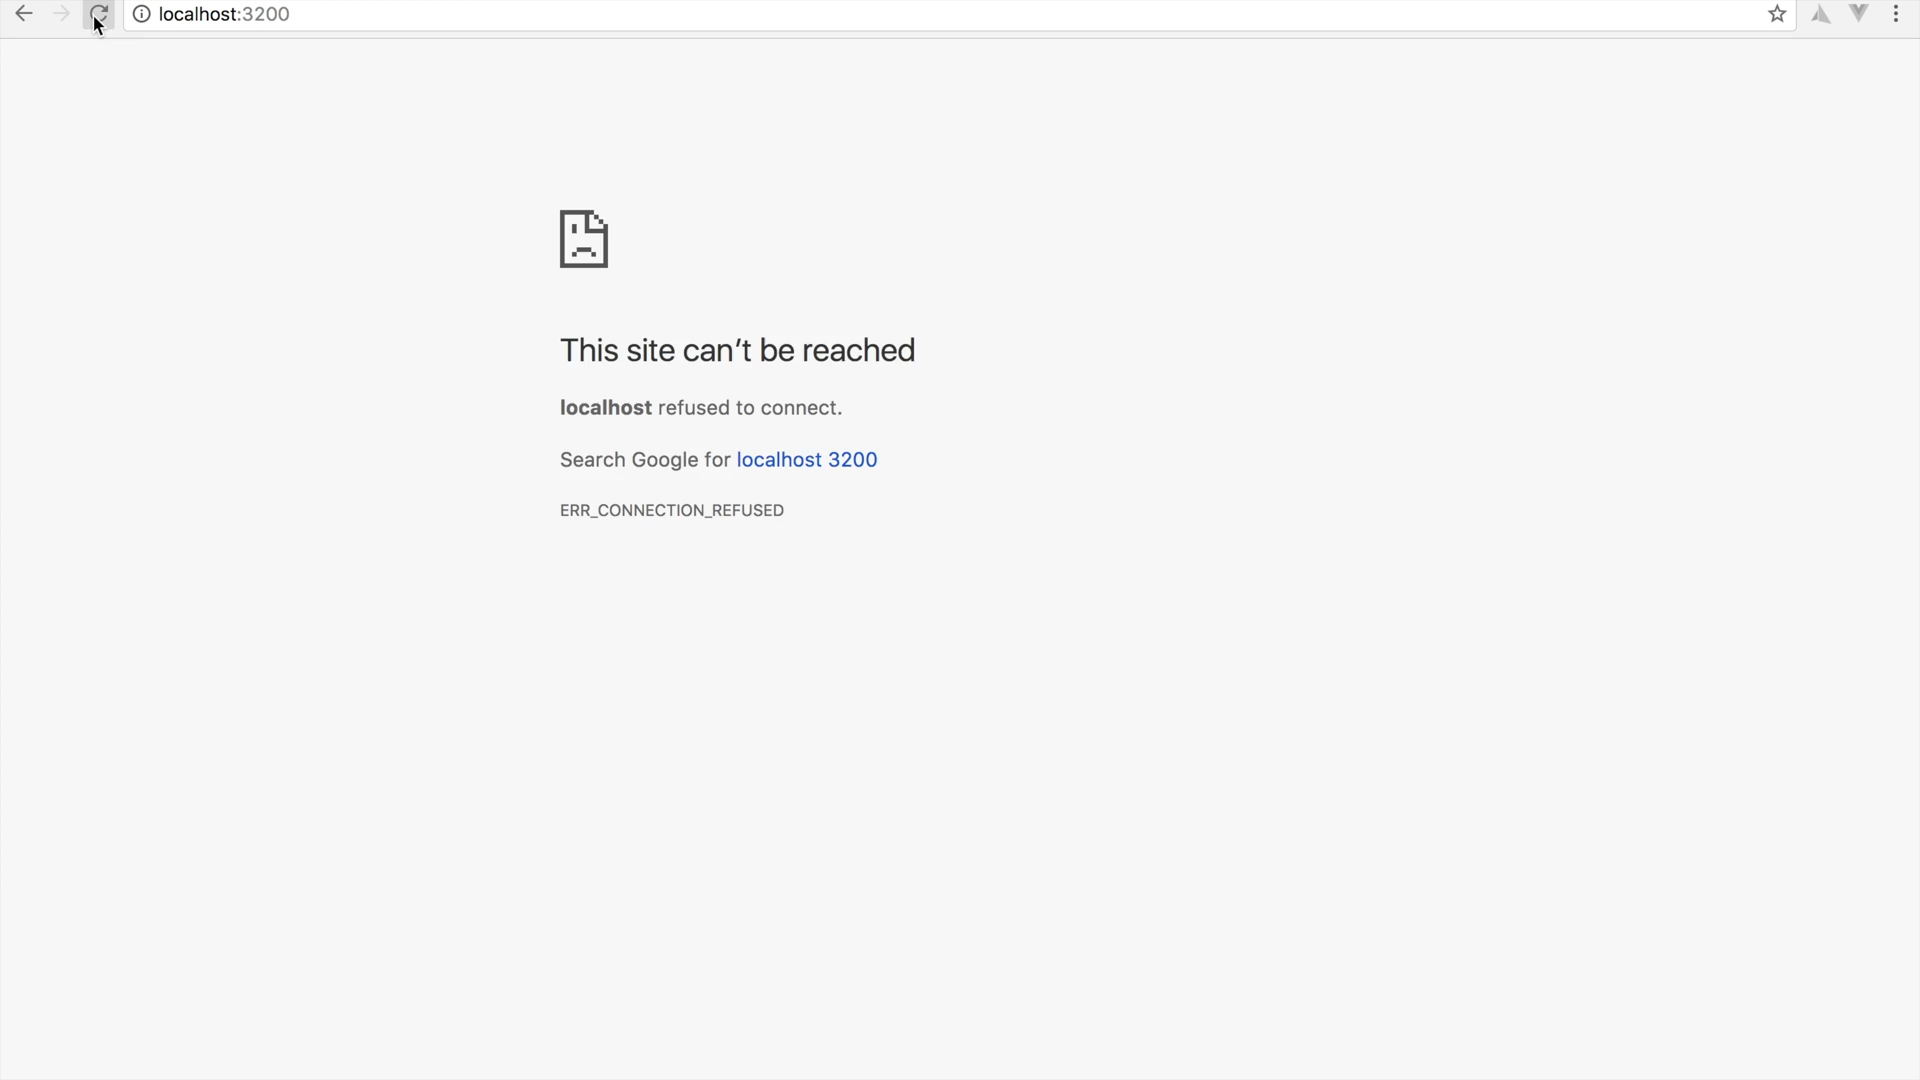 localhost:3200
This site can’t be reached
localhost refused to connect.
Search Google for localhost 3200
ERR_CONNECTION_REFUSED